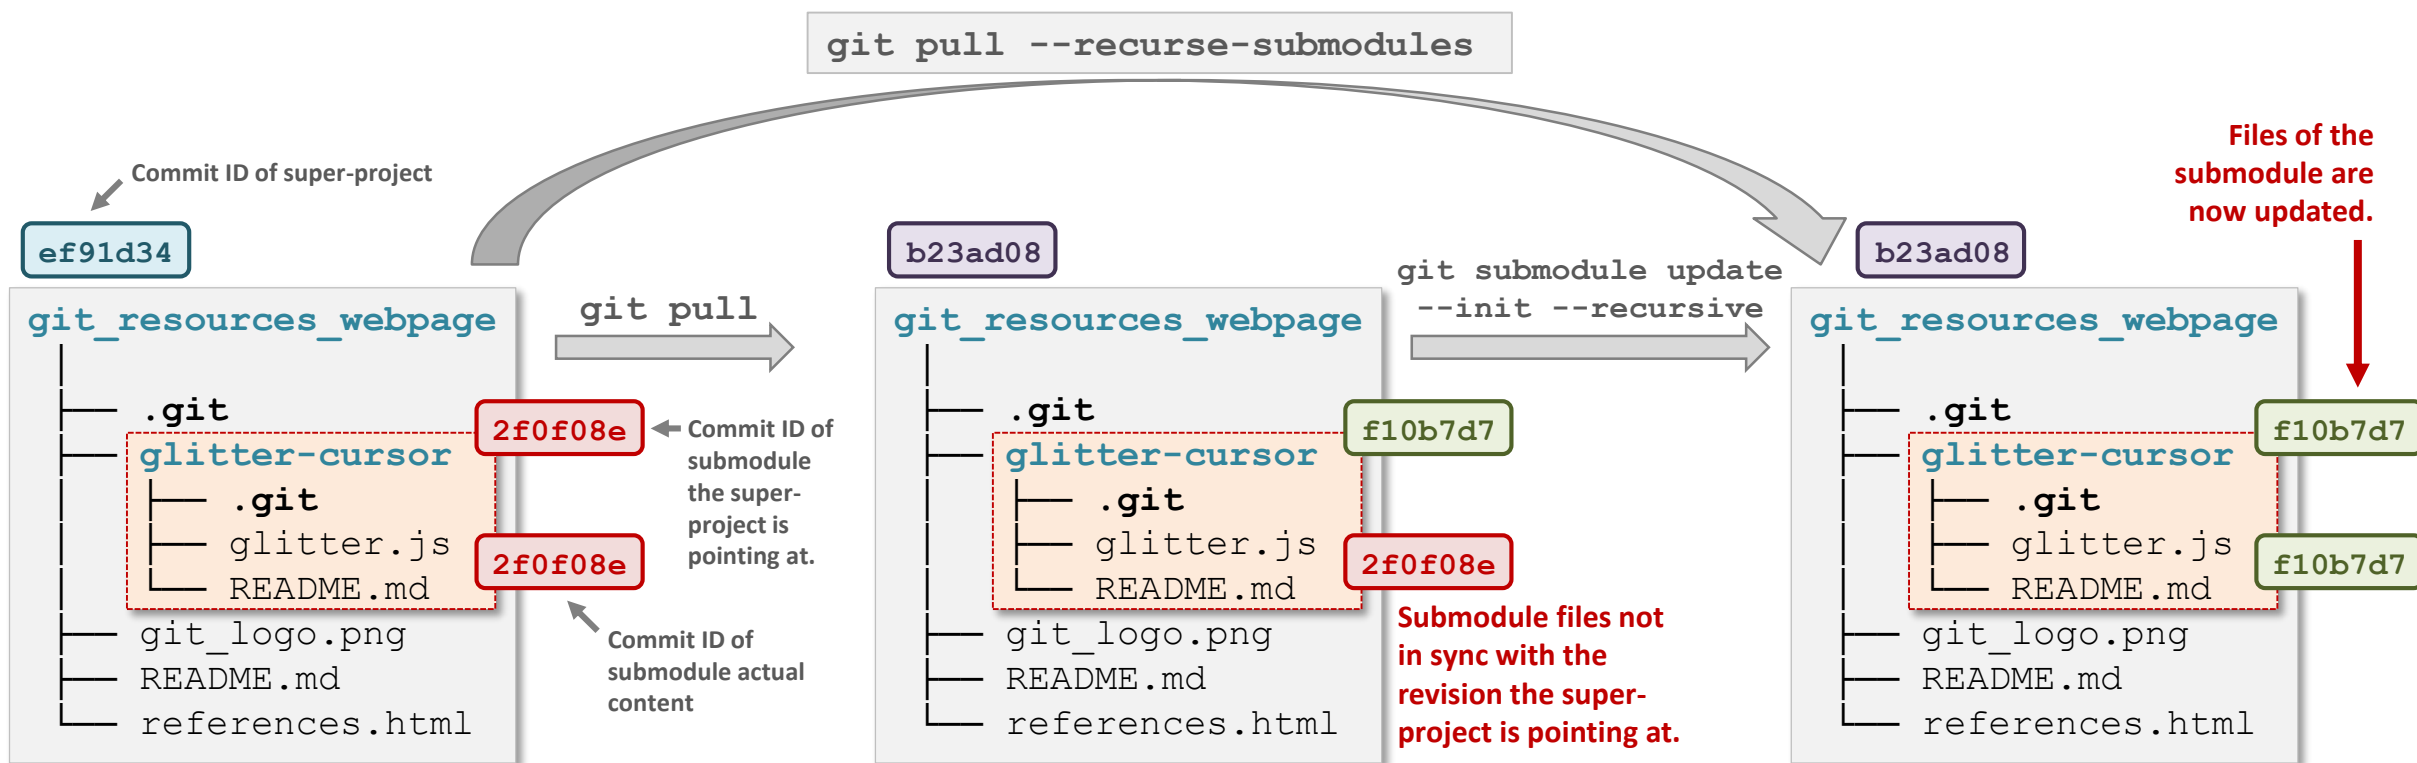 git pull --recurse-submodules
Commit ID of super-project
ef91d34
git_resources_webpage
.git
2f0f08e
glitter-cursor
.git
glitter.js
2f0f08e
README.md
git_logo.png
README.md
references.html
git pull
Commit ID of
submodule
the super-
project is
pointing at.
Commit ID of
submodule actual
content
b23ad08
git_resources_webpage
.git
f10b7d7
glitter-cursor
.git
glitter.js
2f0f08e
README.md
git_logo.png
README.md
references.html
Submodule files not
in sync with the
revision the super-
project is pointing at.
git submodule update
--init --recursive
b23ad08
git_resources_webpage
.git
f10b7d7
glitter-cursor
.git
glitter.js
f10b7d7
README.md
git_logo.png
README.md
references.html
Files of the
submodule are
now updated.